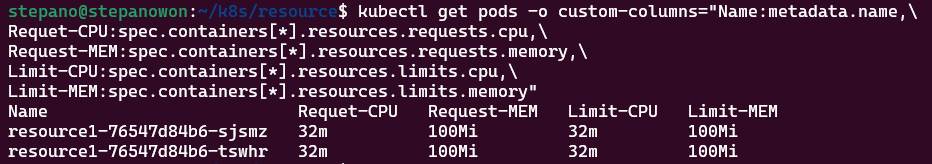 stepano@stepanowon:~/k8s/resource$ kubectl get pods -o custom-columns="Name:metadata.name,\
Requet-CPU:spec.containers[*].resources.requests.cpu,\
Request-MEM:spec.containers[*].resources.requests.memory,\
Limit-CPU:spec.containers[*].resources.limits.cpu,\
Limit-MEM:spec.containers[*].resources.limits.memory"
Name Requet-CPU Request-MEM Limit-CPU Limit-MEM
resource1-76547d84b6-sjsmz 32m 100Mi 32m 100Mi
resource1-76547d84b6-tswhr 32m 100Mi 32m 100Mi